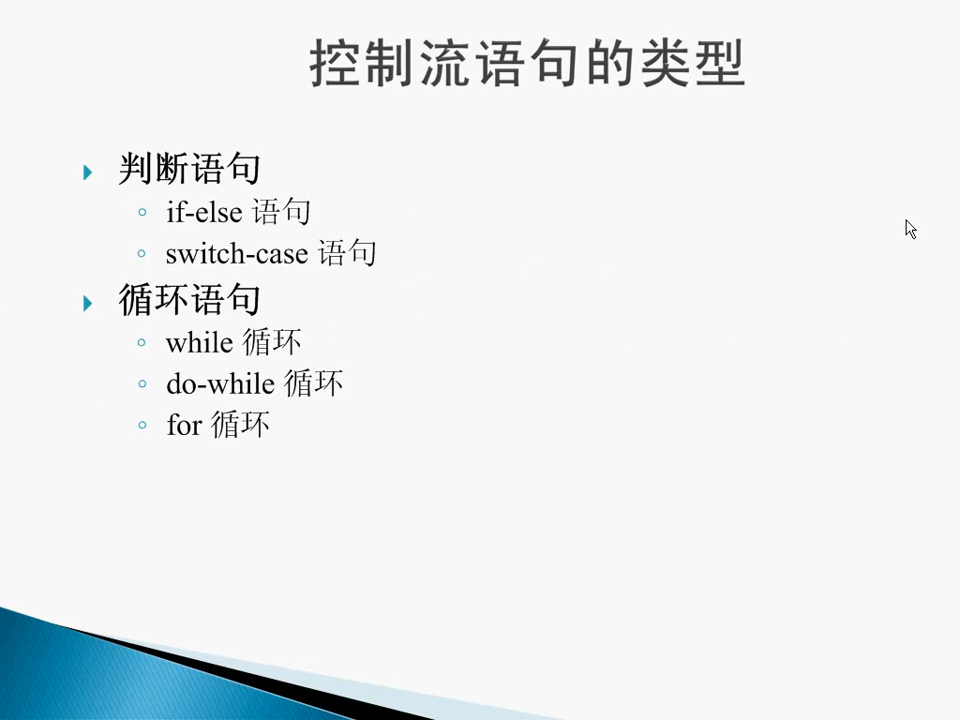 控制流语句的类型
判断语句
if-else 语句
switch-case 语句
循环语句
while 循环
do-while 循环
for 循环